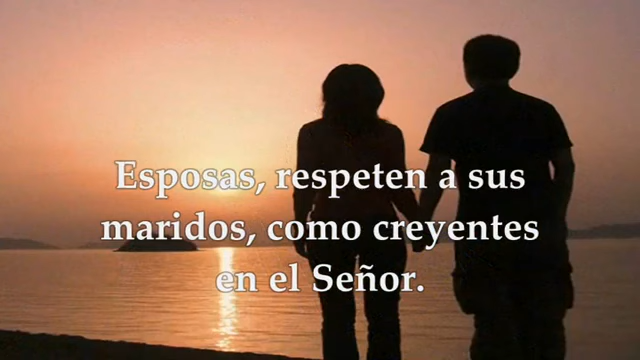 Esposas, respeten a sus
maridos, como creyentes
en el Señor.